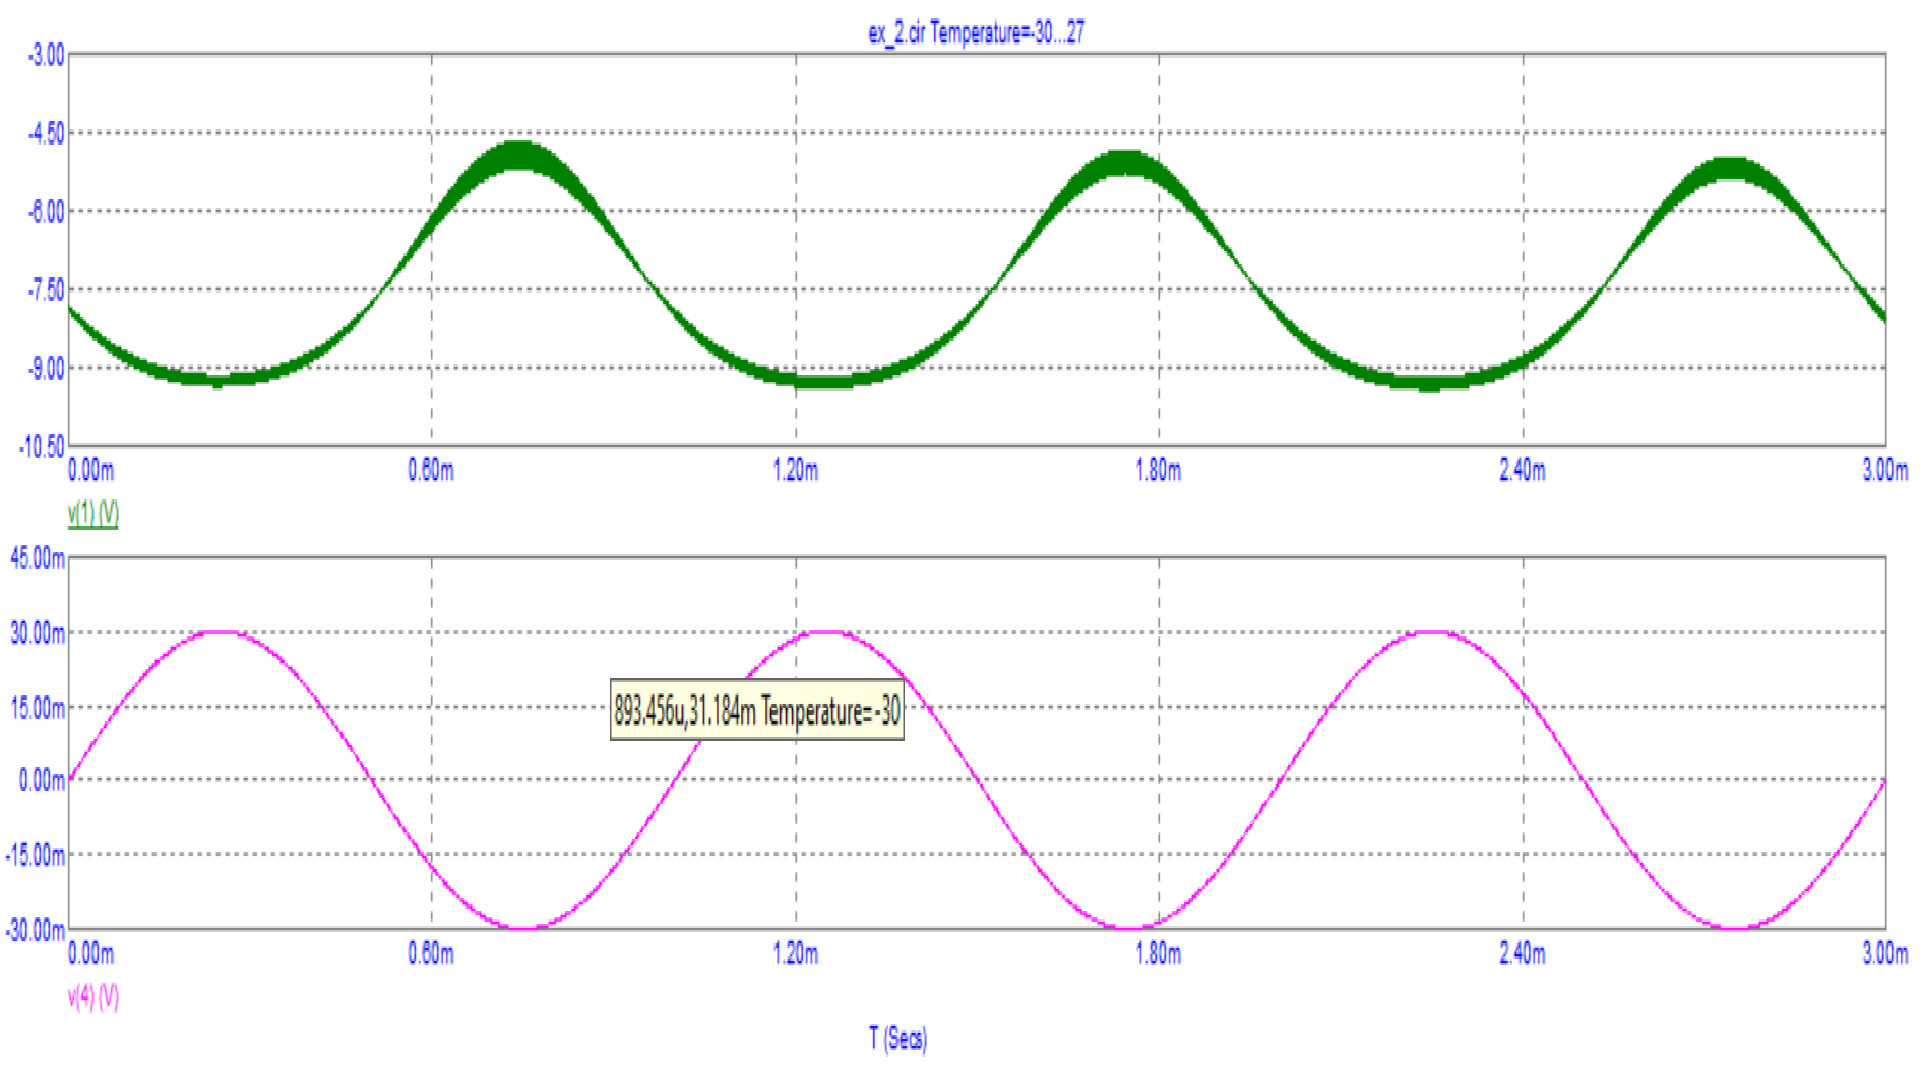 ex_2.cir Temperature=-30...27
-3.00
-4.50
-6.00
-7.50
-9.00
-10.50
0.00m 0.60m 1.20m 1.80m 2.40m 3.00m
v(1) (V)
45.00m
30.00m
15.00m
0.00m
-15.00m
-30.00m
893.456u,31.184m Temperature=-30
0.00m 0.60m 1.20m 1.80m 2.40m 3.00m
v(4) (V)
T (Secs)